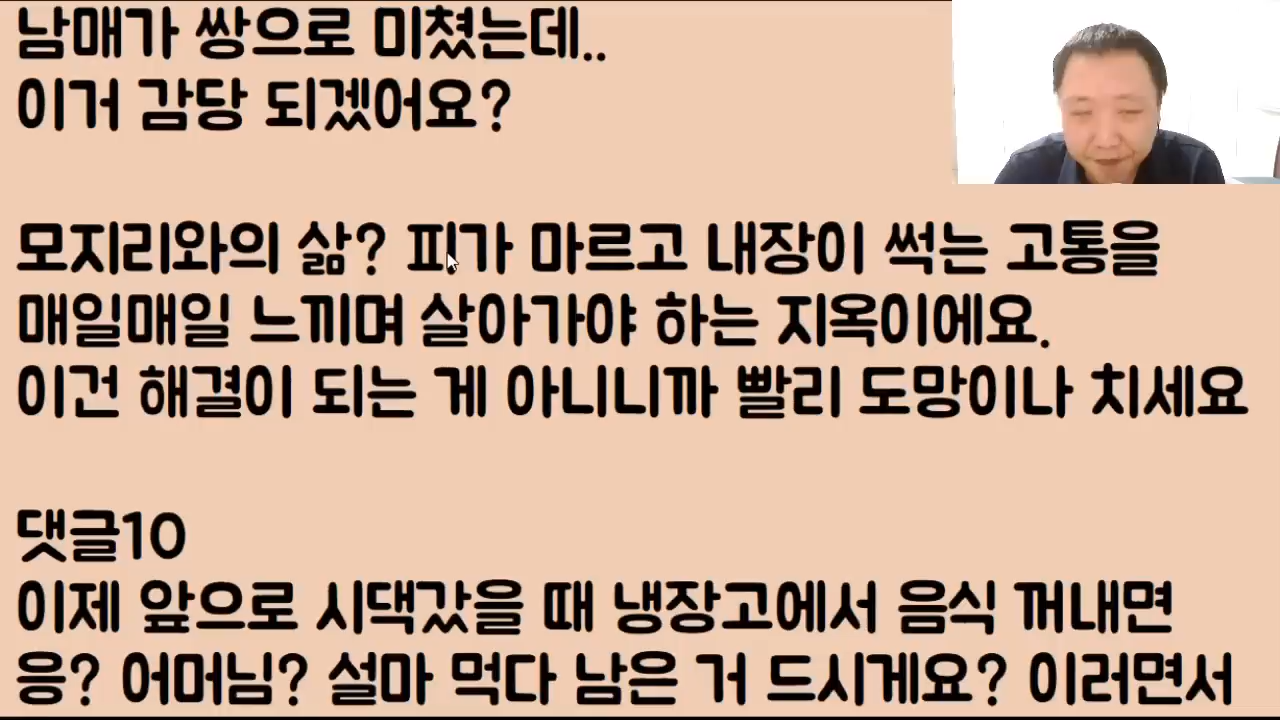 남매가 쌍으로 미쳤는데..
이거 감당 되겠어요?
모지리와의 삶? 피가 마르고 내장이 썩는 고통을
매일매일 느끼며 살아가야 하는 지옥이에요.
이건 해결이 되는 게 아니니까 빨리 도망이나 치세요
댓글10
이제 앞으로 시댁갔을 때 냉장고에서 음식 꺼내면
응? 어머님? 설마 먹다 남은 거 드시게요? 이러면서